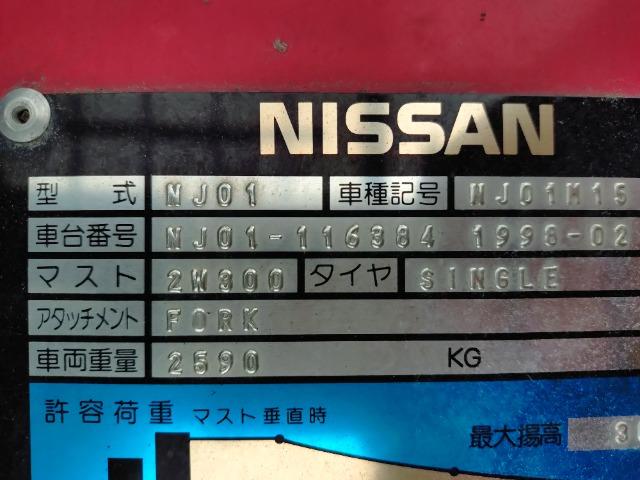 NISSAN
型式 NJ01 車種記号 NJ01M15
車台番号 NJ01-116384 1998-02
マスト 2W300 タイヤ SINGLE
アタッチメント FORK
車両重量 2590 KG
許容荷重 マスト垂直時
最大揚高